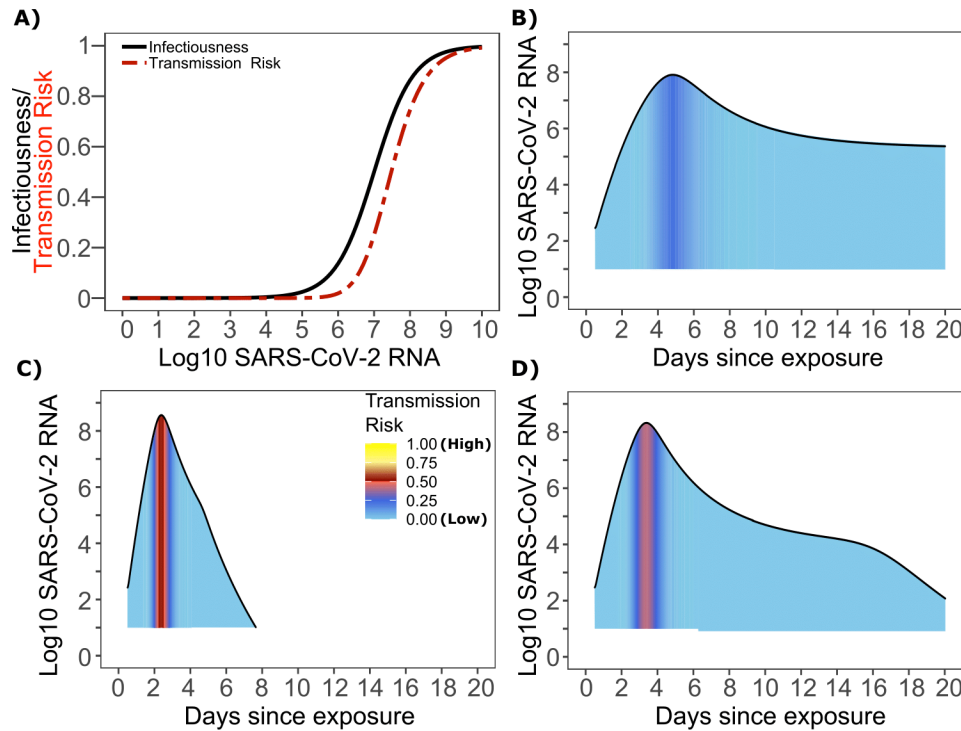 A)
Infectiousness/
Transmission Risk
1
0.8
0.6
0.4
0.2
0
Infectiousness
Transmission Risk
0 1 2 3 4 5 6 7 8 9 10
Log10 SARS-CoV-2 RNA
B)
Log10 SARS-CoV-2 RNA
8
6
4
2
0
0 2 4 6 8 10 12 14 16 18 20
Days since exposure
C)
Log10 SARS-CoV-2 RNA
8
6
4
2
0
Transmission
Risk
1.00 (High)
0.75
0.50
0.25
0.00 (Low)
0 2 4 6 8 10 12 14 16 18 20
Days since exposure
D)
Log10 SARS-CoV-2 RNA
8
6
4
2
0
0 2 4 6 8 10 12 14 16 18 20
Days since exposure